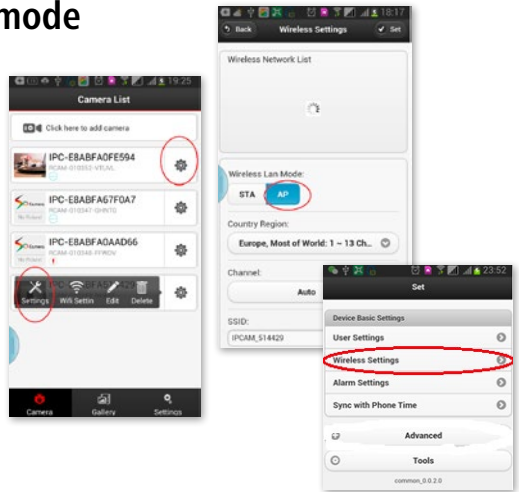 mode
19:25
Camera List
Click here to add camera
IPC-E8ABFA0FE594
IPC-E8ABFA67F0A7
IPC-E8ABFA0AAD66
Settings Wifi Settin Edit Delete
Camera Gallery Settings
18:17
Back Wireless Settings Set
Wireless Network List
Wireless Lan Mode:
STA AP
Country Region:
Europe, Most of World: 1 ~ 13 Ch...
Channel:
Auto
SSID:
IPCAM_514429
23:52
Set
Device Basic Settings
User Settings
Wireless Settings
Alarm Settings
Sync with Phone Time
Advanced
Tools
common_0.0.2.0